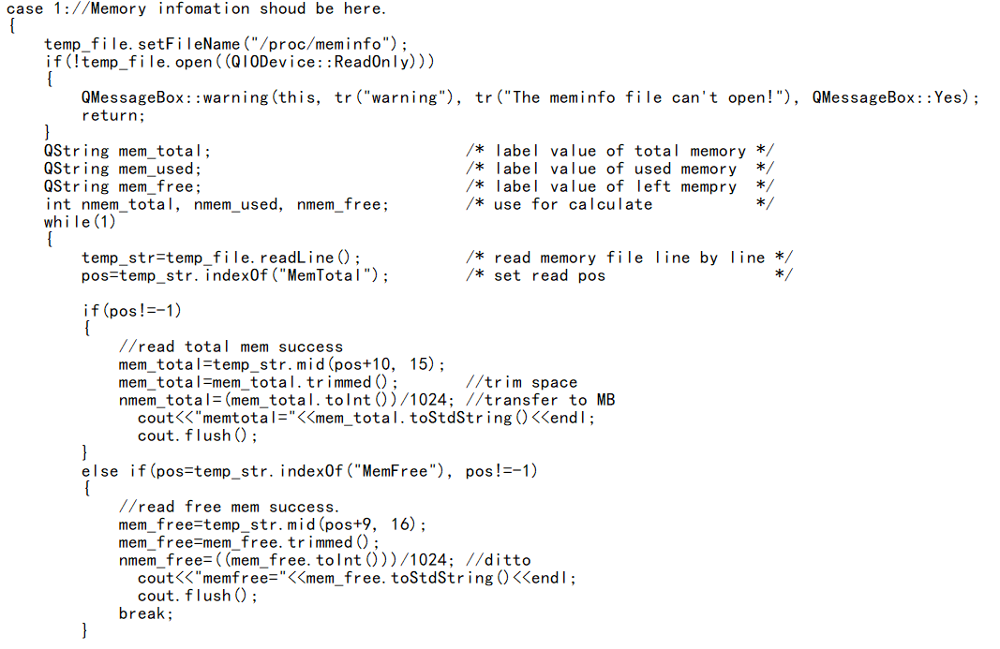 case 1://Memory infomation shoud be here.
{
    temp_file.setFileName("/proc/meminfo");
    if(!temp_file.open((QIODevice::ReadOnly)))
    {
        QMessageBox::warning(this, tr("warning"), tr("The meminfo file can't open!"), QMessageBox::Yes);
        return;
    }
    QString mem_total;                            /* label value of total memory */
    QString mem_used;                             /* label value of used memory  */
    QString mem_free;                             /* label value of left mempry  */
    int nmem_total, nmem_used, nmem_free;         /* use for calculate           */
    while(1)
    {
        temp_str=temp_file.readLine();            /* read memory file line by line */
        pos=temp_str.indexOf("MemTotal");         /* set read pos                  */

        if(pos!=-1)
        {
            //read total mem success
            mem_total=temp_str.mid(pos+10, 15);
            mem_total=mem_total.trimmed();        //trim space
            nmem_total=(mem_total.toInt())/1024; //transfer to MB
              cout<<"memtotal="<<mem_total.toStdString()<<endl;
              cout.flush();
        }
        else if(pos=temp_str.indexOf("MemFree"), pos!=-1)
        {
            //read free mem success.
            mem_free=temp_str.mid(pos+9, 16);
            mem_free=mem_free.trimmed();
            nmem_free=((mem_free.toInt()))/1024; //ditto
              cout<<"memfree="<<mem_free.toStdString()<<endl;
              cout.flush();
            break;
        }